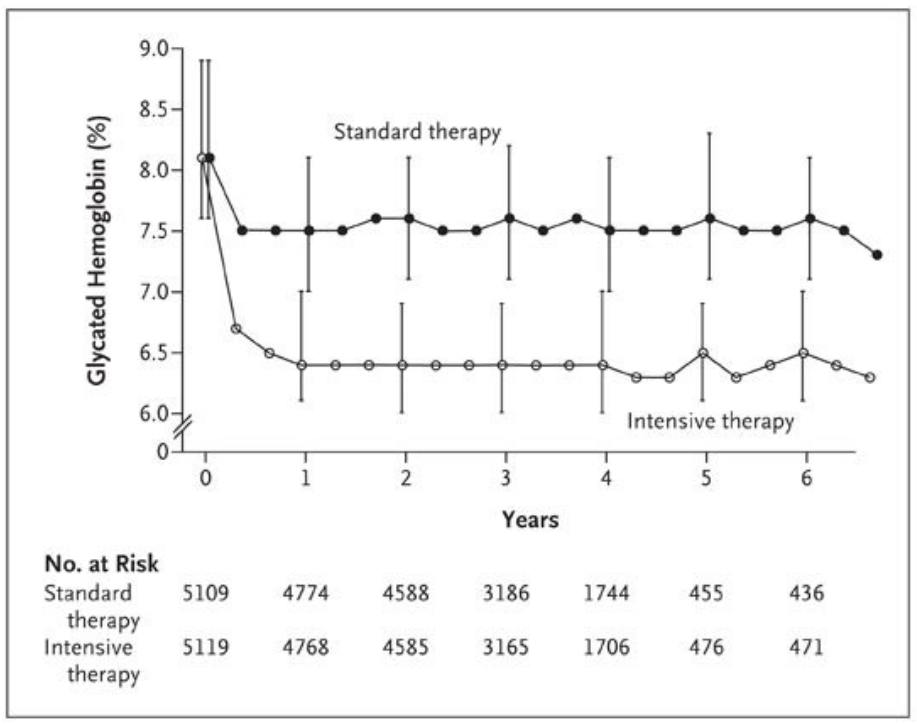 9.0
8.5
8.0
7.5
7.0
6.5
6.0
0
Glycated Hemoglobin (%)
Standard therapy
Intensive therapy
0 1 2 3 4 5 6
Years
No. at Risk
Standard 5109 4774 4588 3186 1744 455 436
therapy
Intensive 5119 4768 4585 3165 1706 476 471
therapy